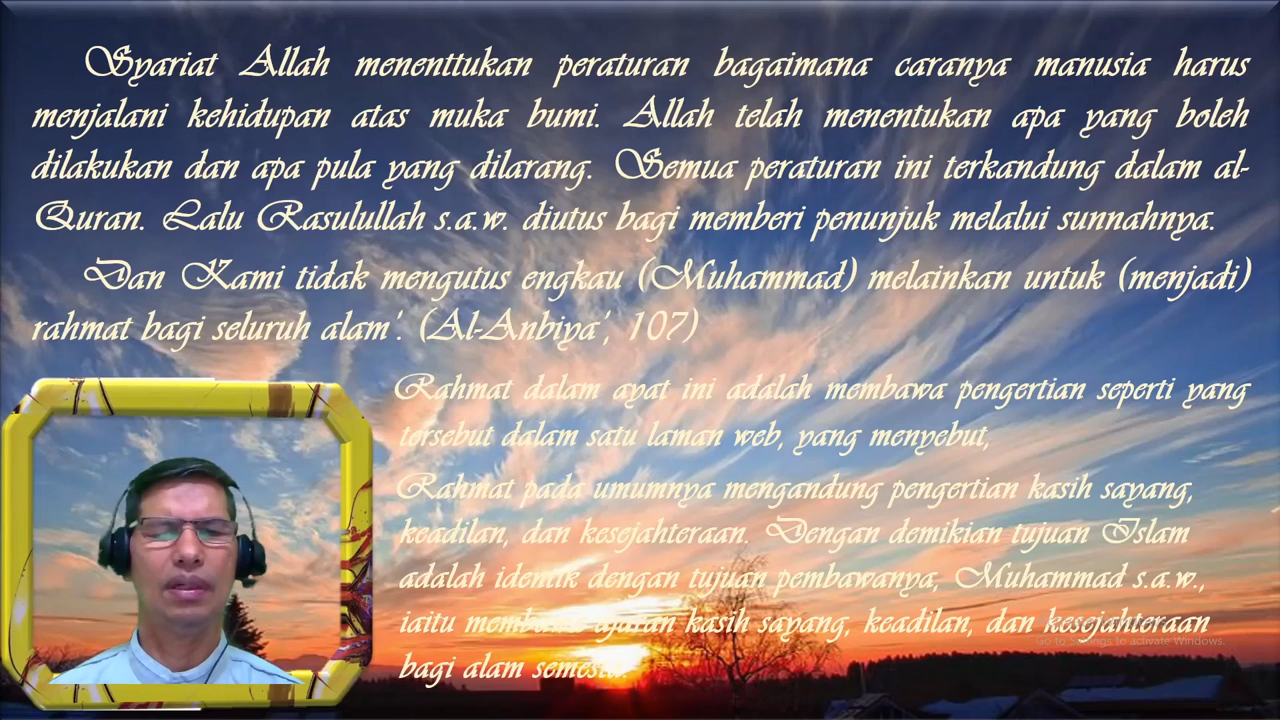 Syariat Allah menenttukan peraturan bagaimana caranya manusia harus
menjalani kehidupan atas muka bumi. Allah telah menentukan apa yang boleh
dilakukan dan apa pula yang dilarang. Semua peraturan ini terkandung dalam al-
Quran. Lalu Rasulullah s.a.w. diutus bagi memberi penunjuk melalui sunnahnya.
Dan Kami tidak mengutus engkau (Muhammad) melainkan untuk (menjadi)
rahmat bagi seluruh alam'. (Al-Anbiya', 107)
Rahmat dalam ayat ini adalah membawa pengertian seperti yang
tersebut dalam satu laman web, yang menyebut,
Rahmat pada umumnya mengandung pengertian kasih sayang,
keadilan, dan kesejahteraan. Dengan demikian tujuan Islam
adalah identik dengan tujuan pembawanya, Muhammad s.a.w.,
iaitu membawa ajaran kasih sayang, keadilan, dan kesejahteraan
bagi alam semesta.
Go to Settings to activate Windows.